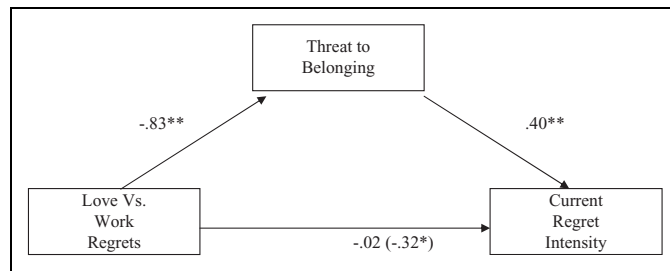 Threat to
Belonging
-.83**
.40**
Love Vs.
Work
Regrets
Current
Regret
Intensity
-.02 (-.32*)